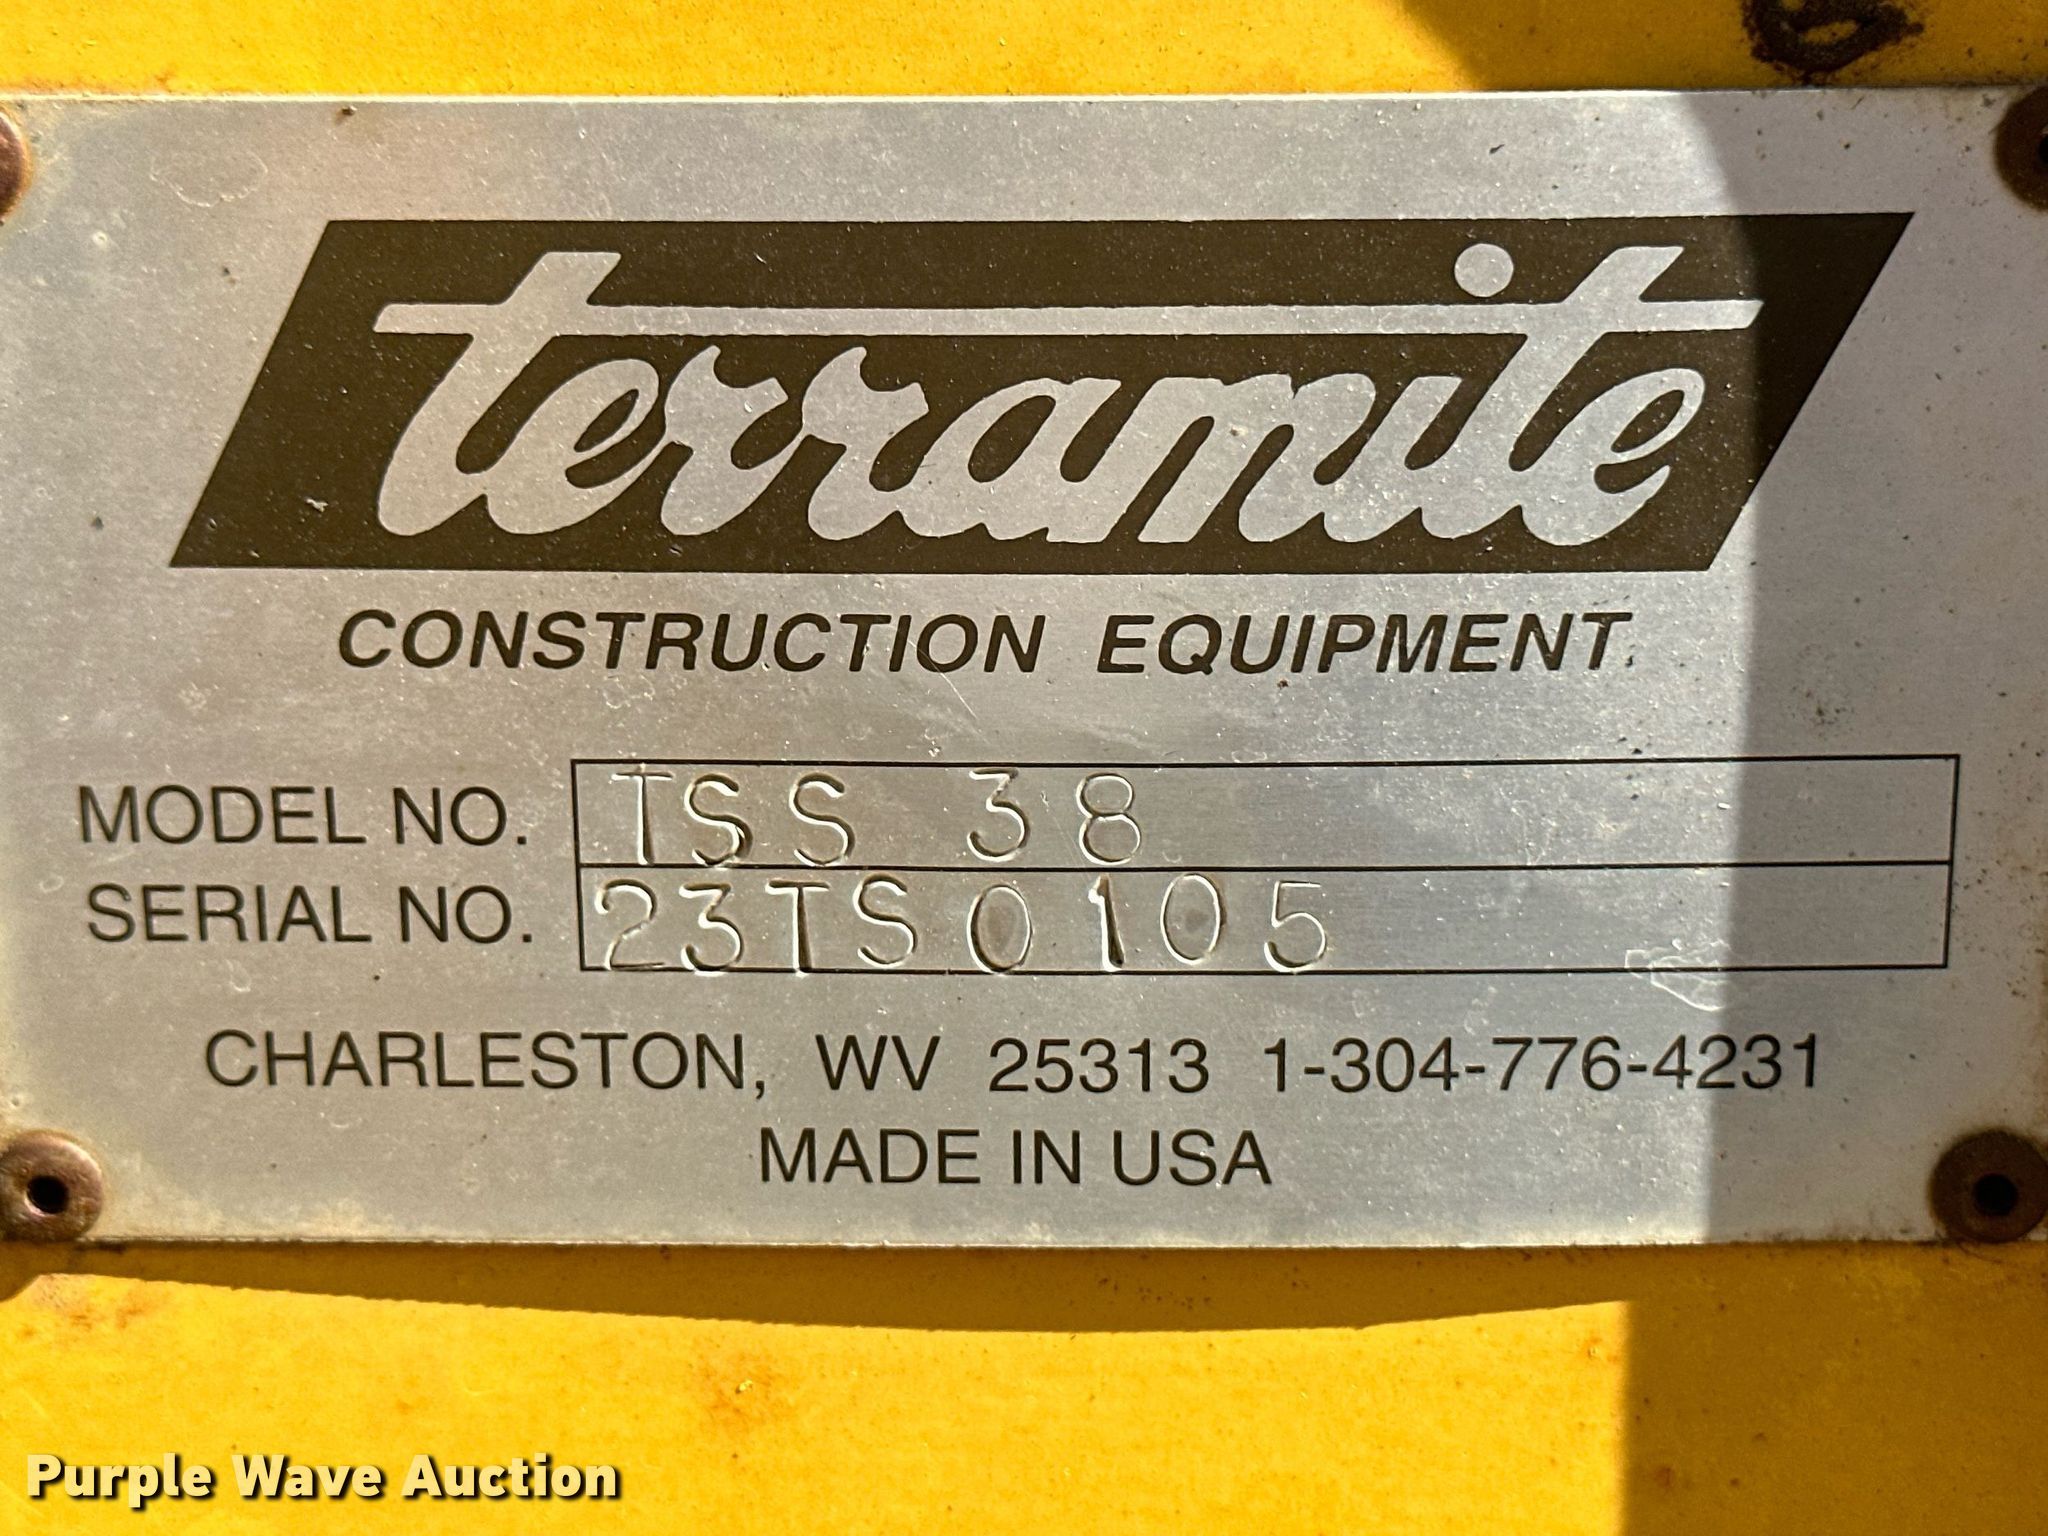 terramite
CONSTRUCTION EQUIPMENT
MODEL NO. TSS 38
SERIAL NO. 23TS0105
CHARLESTON, WV 25313 1-304-776-4231
MADE IN USA
Purple Wave Auction